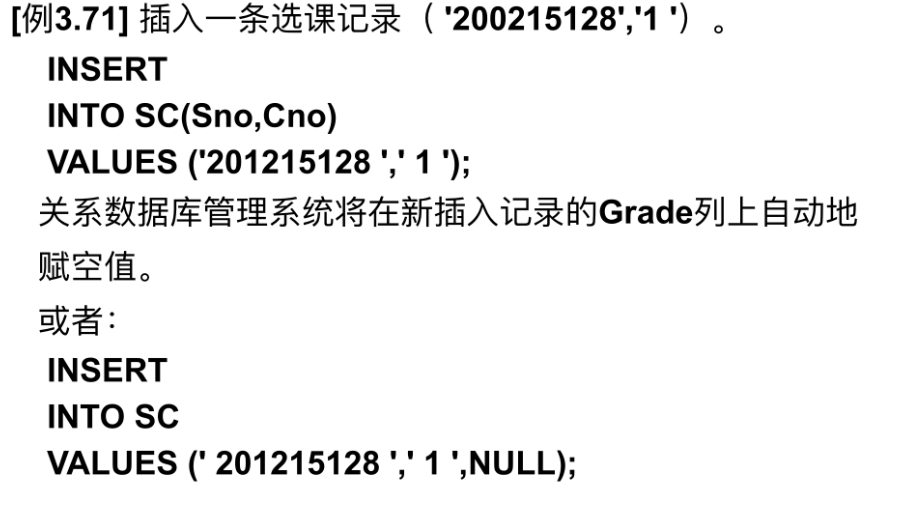 [例3.71] 插入一条选课记录（ '200215128','1 '）。
INSERT
INTO SC(Sno,Cno)
VALUES ('201215128 ',' 1 ');
关系数据库管理系统将在新插入记录的Grade列上自动地
赋空值。
或者：
INSERT
INTO SC
VALUES (' 201215128 ',' 1 ',NULL);